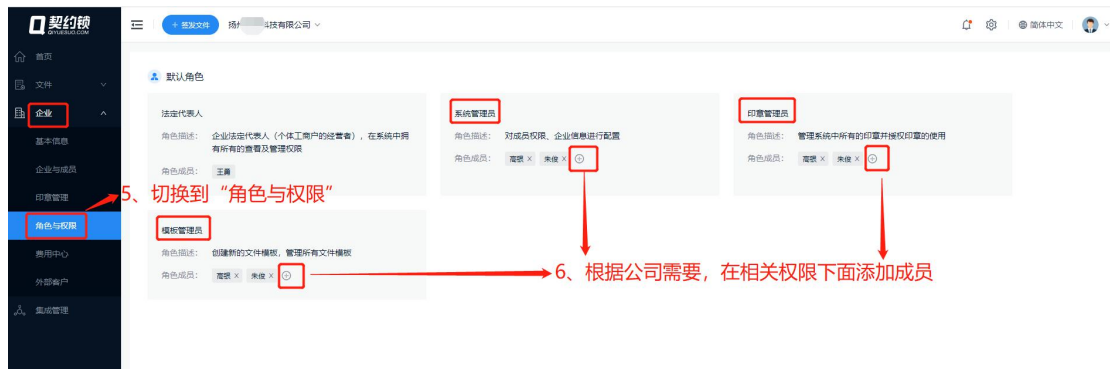 契约锁
QIYUESUO.COM
+ 签发文件
扬州 科技有限公司
简体中文
首页
文件
企业
基本信息
企业与成员
印章管理
角色与权限
费用中心
外部客户
集成管理
默认角色
法定代表人
角色描述： 企业法定代表人（个体工商户的经营者），在系统中拥
有所有的查看及管理权限
角色成员： 王勇
系统管理员
角色描述： 对成员权限、企业信息进行配置
角色成员： 高银 × 朱俊 ×
印章管理员
角色描述： 管理系统中所有的印章并授权印章的使用
角色成员： 高银 × 朱俊 ×
5、切换到“角色与权限”
模板管理员
角色描述： 创建新的文件模板，管理所有文件模板
角色成员： 高银 × 朱俊 ×
6、根据公司需要，在相关权限下面添加成员